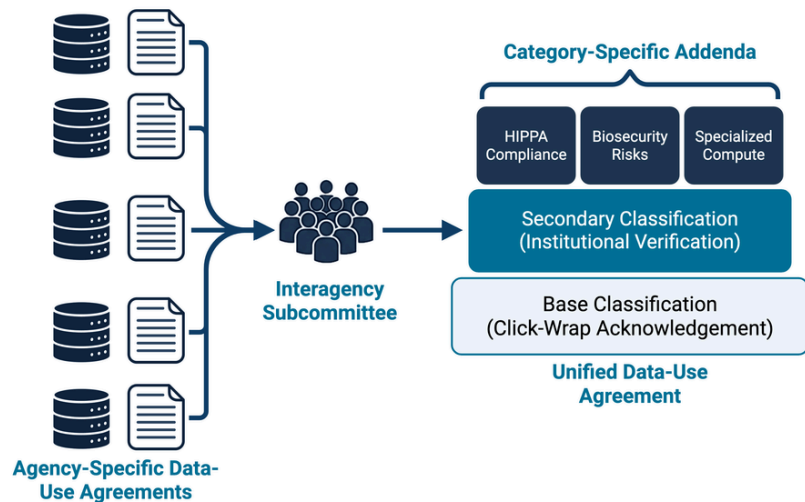 Category-Specific Addenda
HIPPA
Compliance
Biosecurity
Risks
Specialized
Compute
Secondary Classification
(Institutional Verification)
Interagency
Subcommittee
Base Classification
(Click-Wrap Acknowledgement)
Unified Data-Use
Agreement
Agency-Specific Data-
Use Agreements